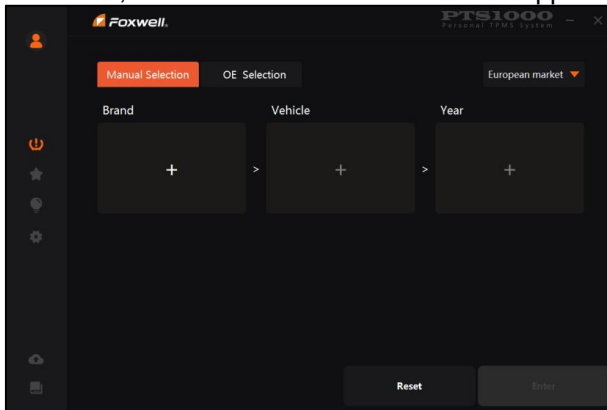 Foxwell.
PTS1000
Personal TPMS System
Manual Selection
OE Selection
European market
Brand
Vehicle
Year
+ > + > +
Reset
Enter